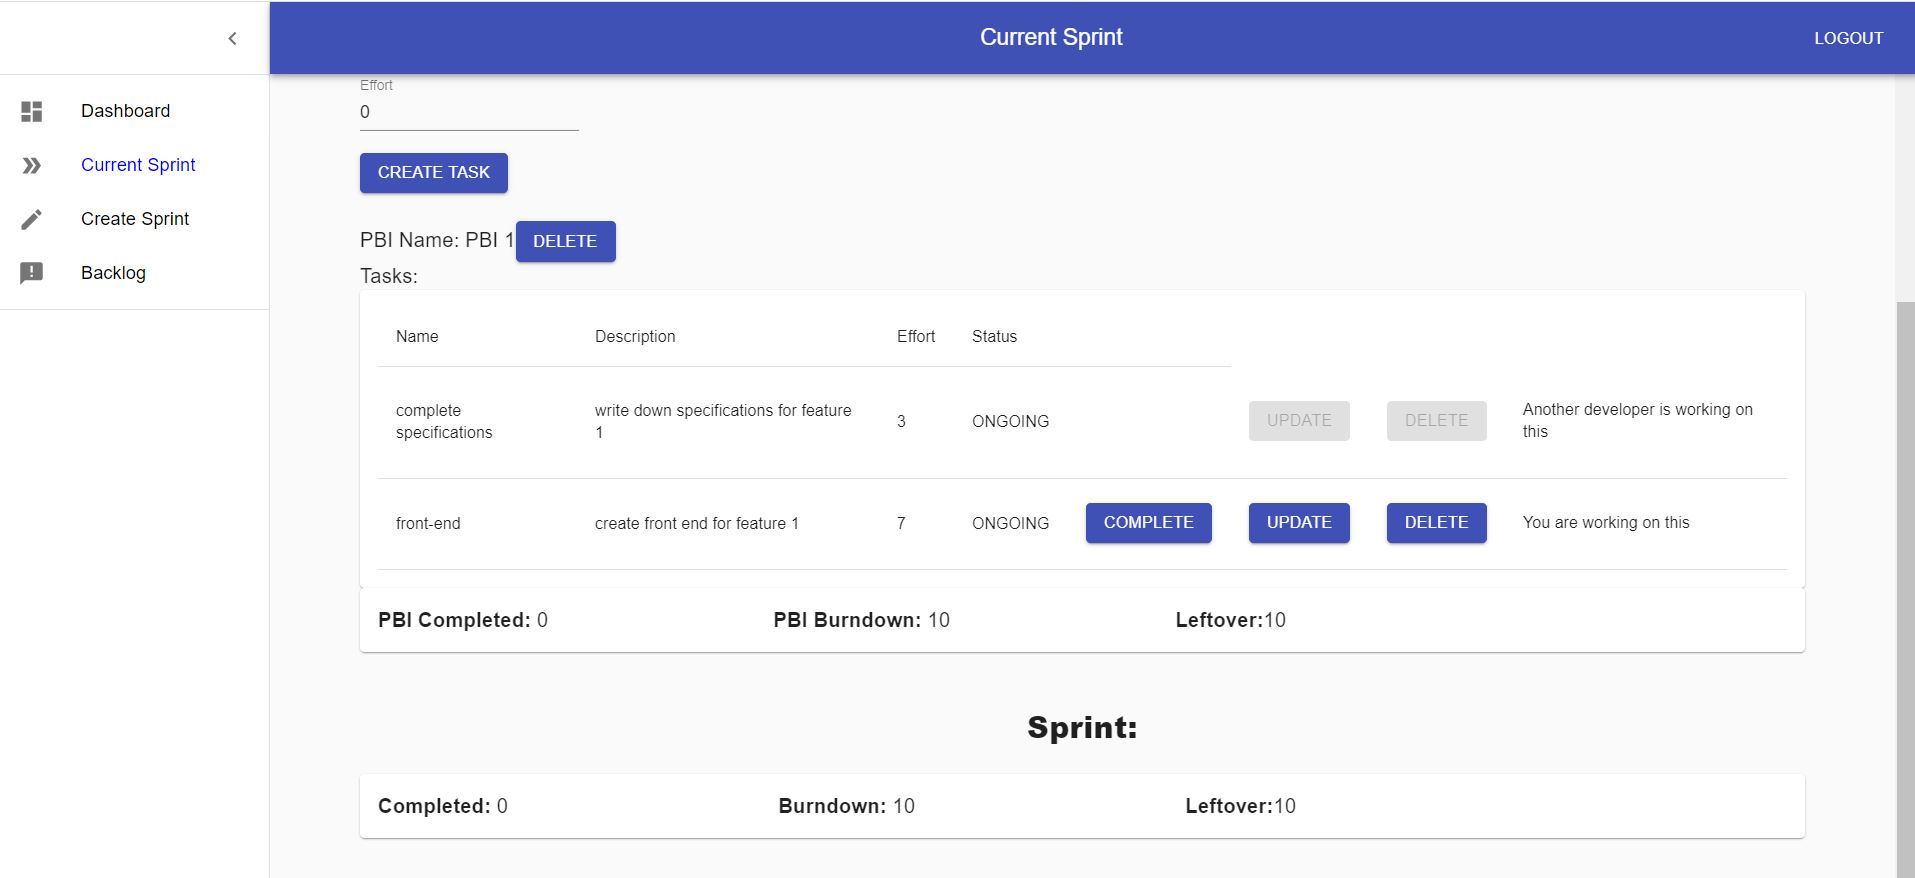 Current Sprint
LOGOUT
Dashboard
Current Sprint
Create Sprint
Backlog
Effort
0
CREATE TASK
PBI Name: PBI 1 DELETE
Tasks:
Name Description Effort Status
complete specifications write down specifications for feature 1 3 ONGOING UPDATE DELETE Another developer is working on this
front-end create front end for feature 1 7 ONGOING COMPLETE UPDATE DELETE You are working on this
PBI Completed: 0 PBI Burndown: 10 Leftover:10
Sprint:
Completed: 0 Burndown: 10 Leftover:10